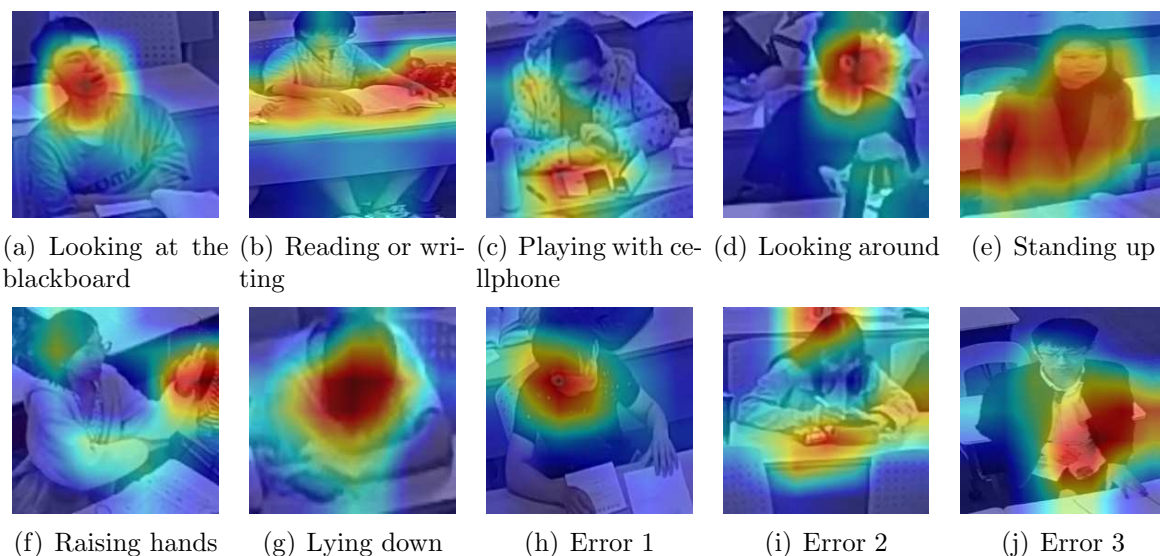 (a) Looking at the blackboard
(b) Reading or wri-
ting
(c) Playing with ce-
llphone
(d) Looking around
(e) Standing up
(f) Raising hands
(g) Lying down
(h) Error 1
(i) Error 2
(j) Error 3